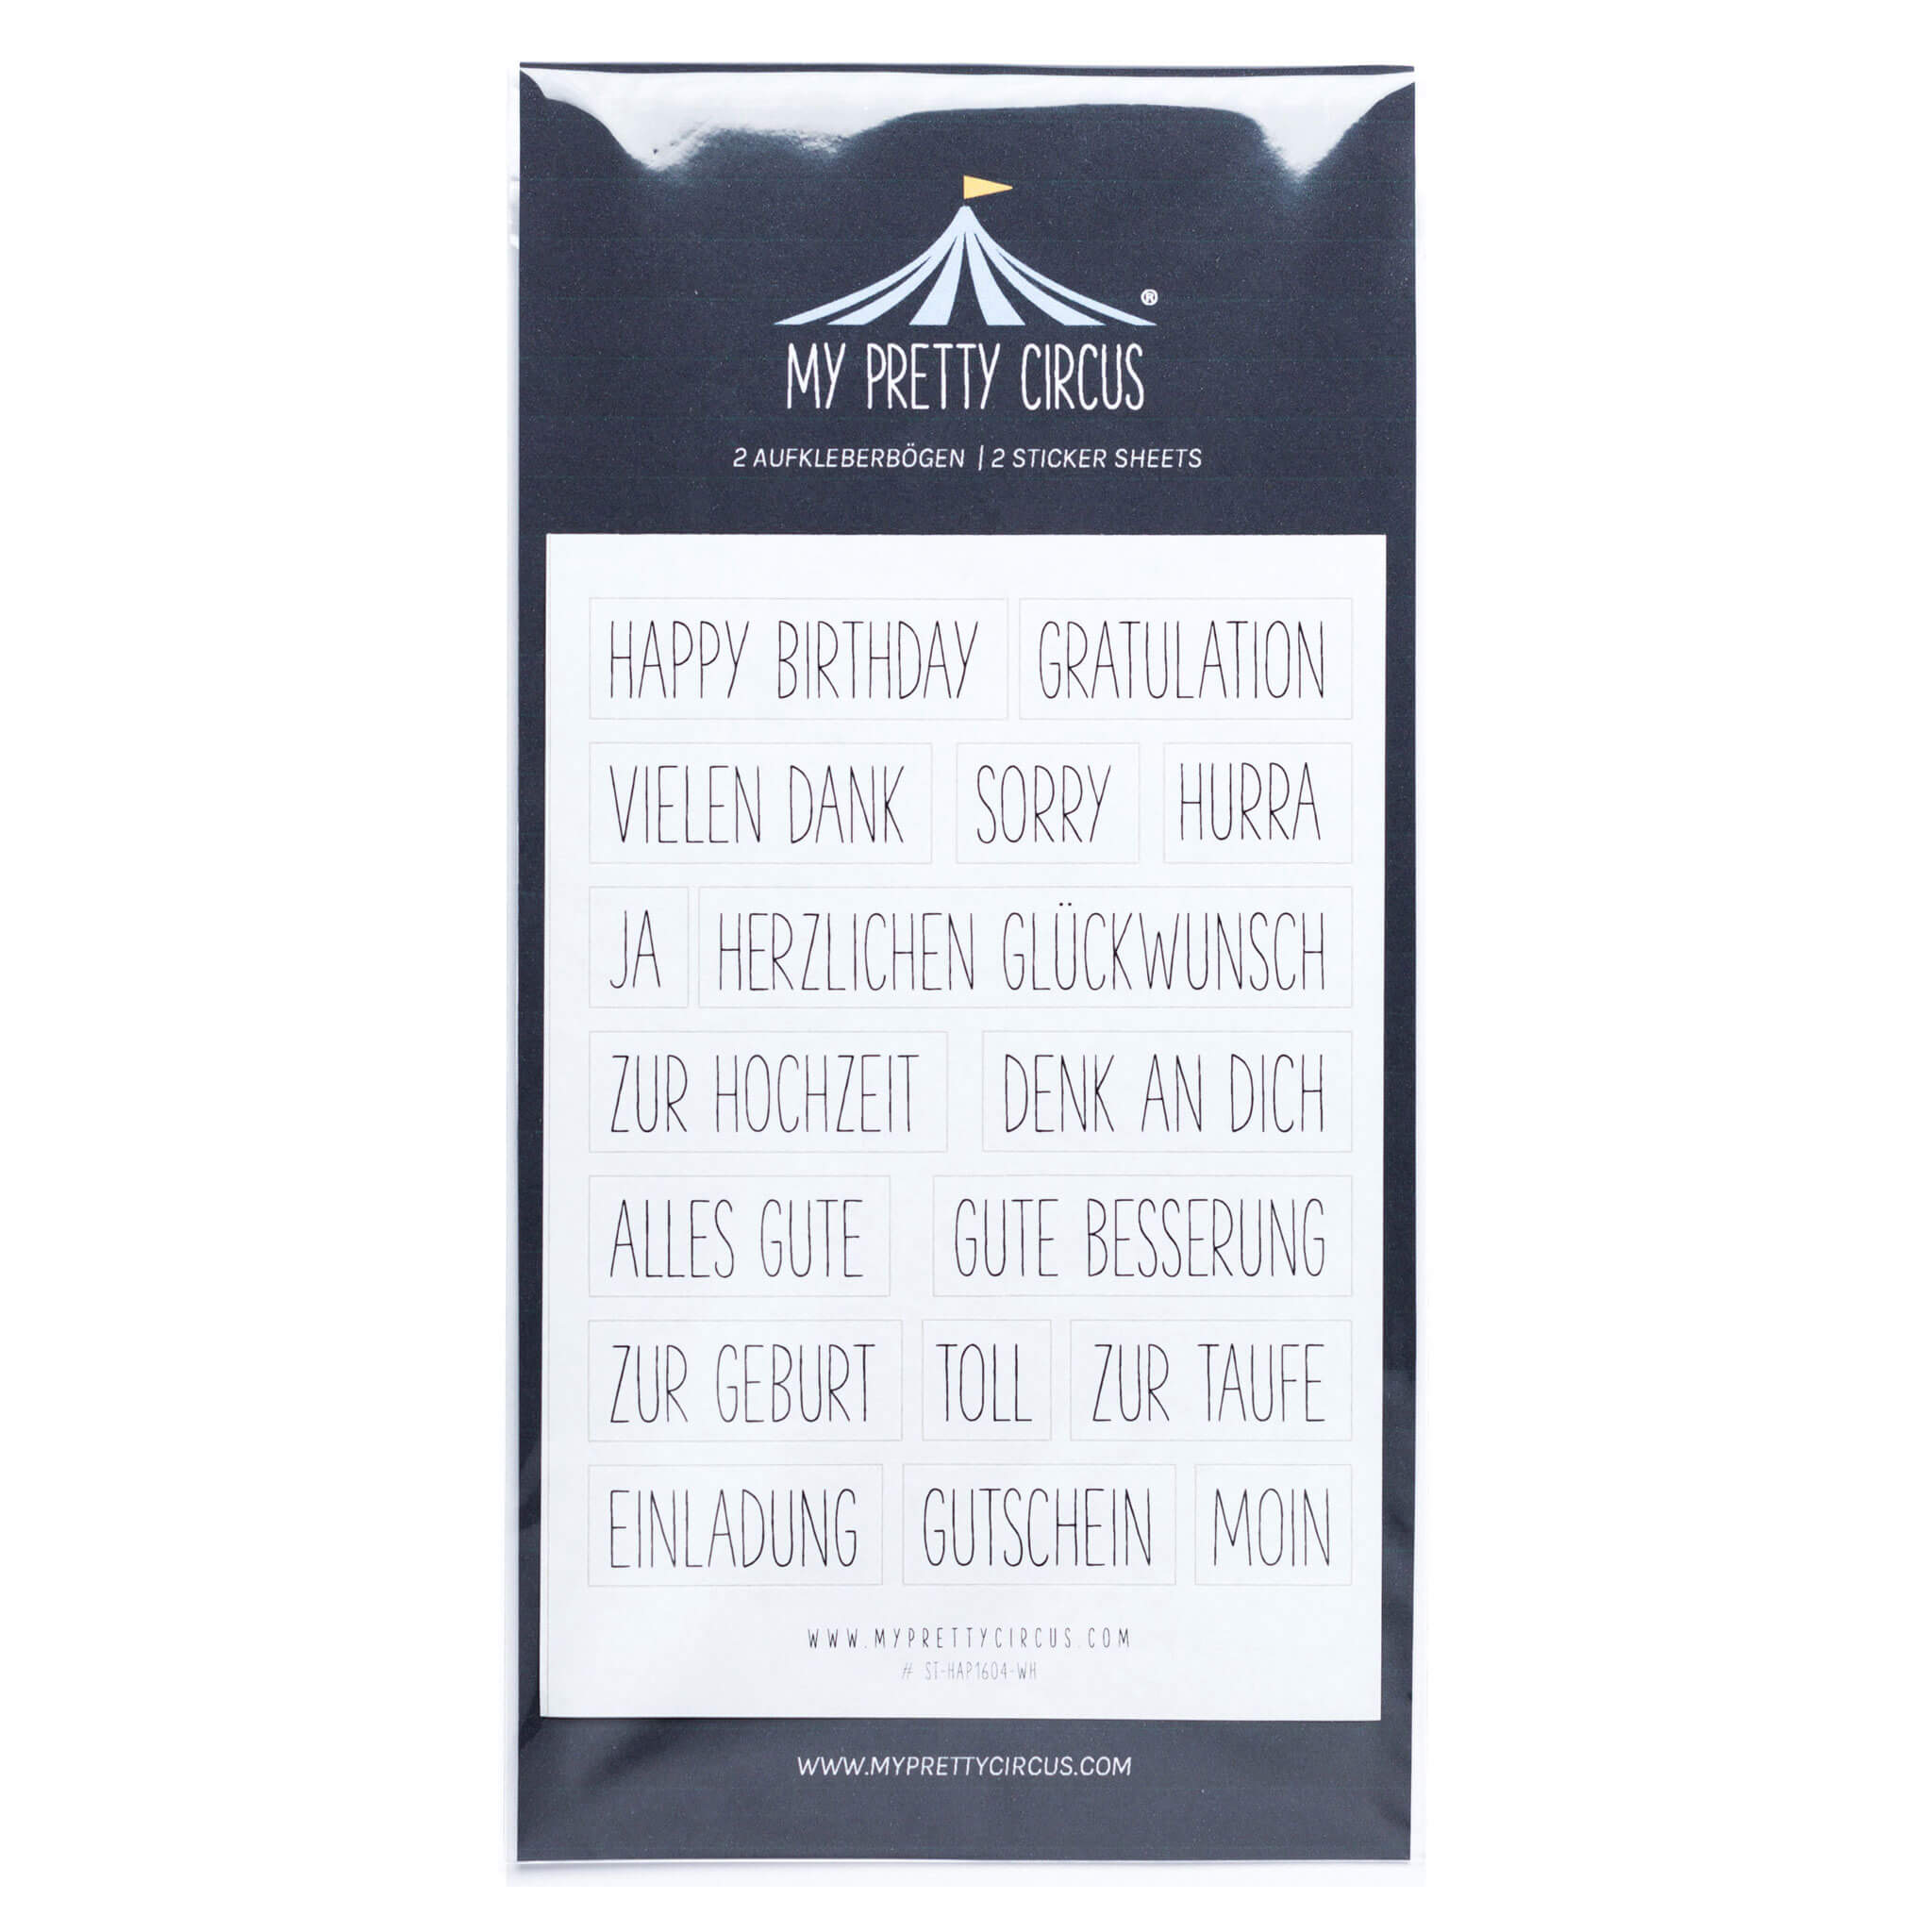 ®
MY PRETTY CIRCUS
2 AUFKLEBERBÖGEN | 2 STICKER SHEETS
HAPPY BIRTHDAY GRATULATION
VIELEN DANK SORRY HURRA
JA HERZLICHEN GLÜCKWUNSCH
ZUR HOCHZEIT DENK AN DICH
ALLES GUTE GUTE BESSERUNG
ZUR GEBURT TOLL ZUR TAUFE
EINLADUNG GUTSCHEIN MOIN
WWW.MYPRETTYCIRCUS.COM
# ST-HAP1604-WH
WWW.MYPRETTYCIRCUS.COM